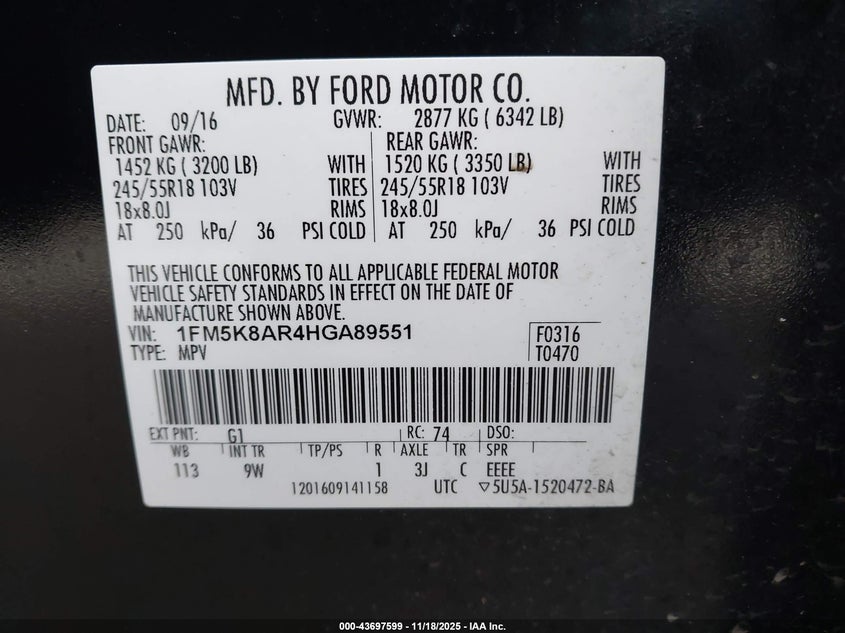 MFD. BY FORD MOTOR CO.
DATE: 09/16 GVWR: 2877 KG ( 6342 LB)
FRONT GAWR: REAR GAWR:
1452 KG ( 3200 LB) WITH 1520 KG ( 3350 LB) WITH
245/55R18 103V TIRES 245/55R18 103V TIRES
18x8.0J RIMS 18x8.0J RIMS
AT 250 kPa/ 36 PSI COLD AT 250 kPa/ 36 PSI COLD
THIS VEHICLE CONFORMS TO ALL APPLICABLE FEDERAL MOTOR
VEHICLE SAFETY STANDARDS IN EFFECT ON THE DATE OF
MANUFACTURE SHOWN ABOVE.
VIN: 1FM5K8AR4HGA89551 F0316
TYPE: MPV T0470
EXT PNT: G1 RC: 74 DSO:
WB INT TR TP/PS R AXLE TR SPR
113 9W 1 3J C EEEE
1201609141158 UTC ▽5U5A-1520472-BA
000-43697599 - 11/18/2025 - IAA Inc.